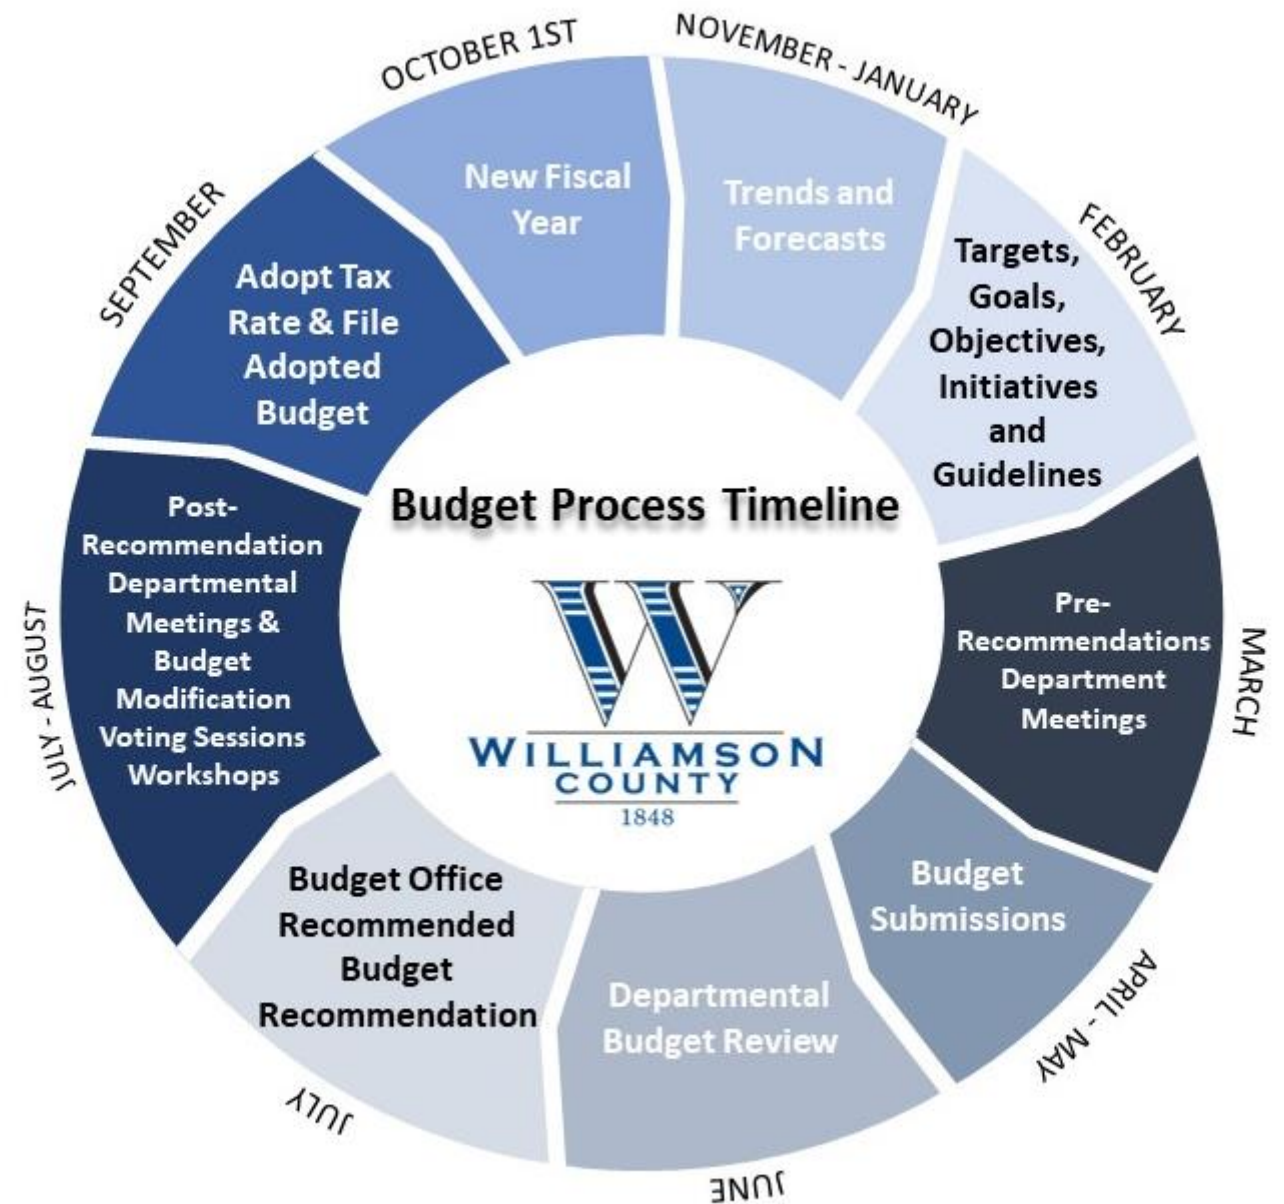 Budget Process Timeline
WILLIAMSON
COUNTY
1848
OCTOBER 1ST
New Fiscal
Year
NOVEMBER - JANUARY
Trends and
Forecasts
FEBRUARY
Targets,
Goals,
Objectives,
Initiatives
and
Guidelines
MARCH
Pre-
Recommendations
Department
Meetings
APRIL - MAY
Budget
Submissions
JUNE
Departmental
Budget Review
JULY
Budget Office
Recommended
Budget
Recommendation
JULY - AUGUST
Post-
Recommendation
Departmental
Meetings &
Budget
Modification
Voting Sessions
Workshops
SEPTEMBER
Adopt Tax
Rate & File
Adopted
Budget